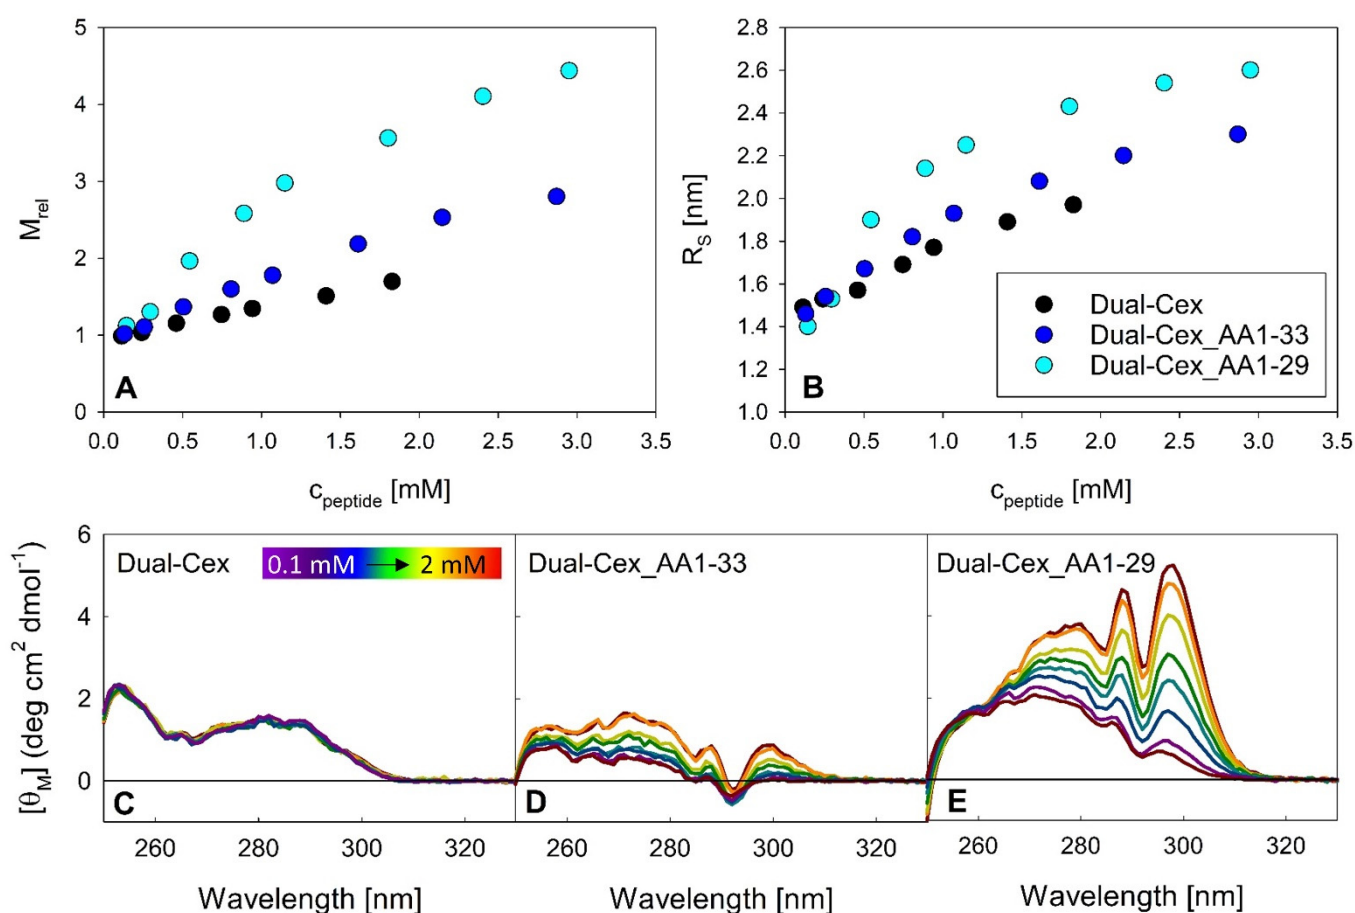 5
4
3
2
1
0
M_rel
A
0.0 0.5 1.0 1.5 2.0 2.5 3.0 3.5
c_peptide [mM]
2.8
2.6
2.4
2.2
2.0
1.8
1.6
1.4
1.2
1.0
R_S [nm]
B
Dual-Cex
Dual-Cex_AA1-33
Dual-Cex_AA1-29
0.0 0.5 1.0 1.5 2.0 2.5 3.0 3.5
c_peptide [mM]
6
4
2
0
[θ_M] (deg cm² dmol⁻¹)
Dual-Cex
0.1 mM → 2 mM
C
260 280 300 320
Wavelength [nm]
Dual-Cex_AA1-33
D
260 280 300 320
Wavelength [nm]
Dual-Cex_AA1-29
E
260 280 300 320
Wavelength [nm]